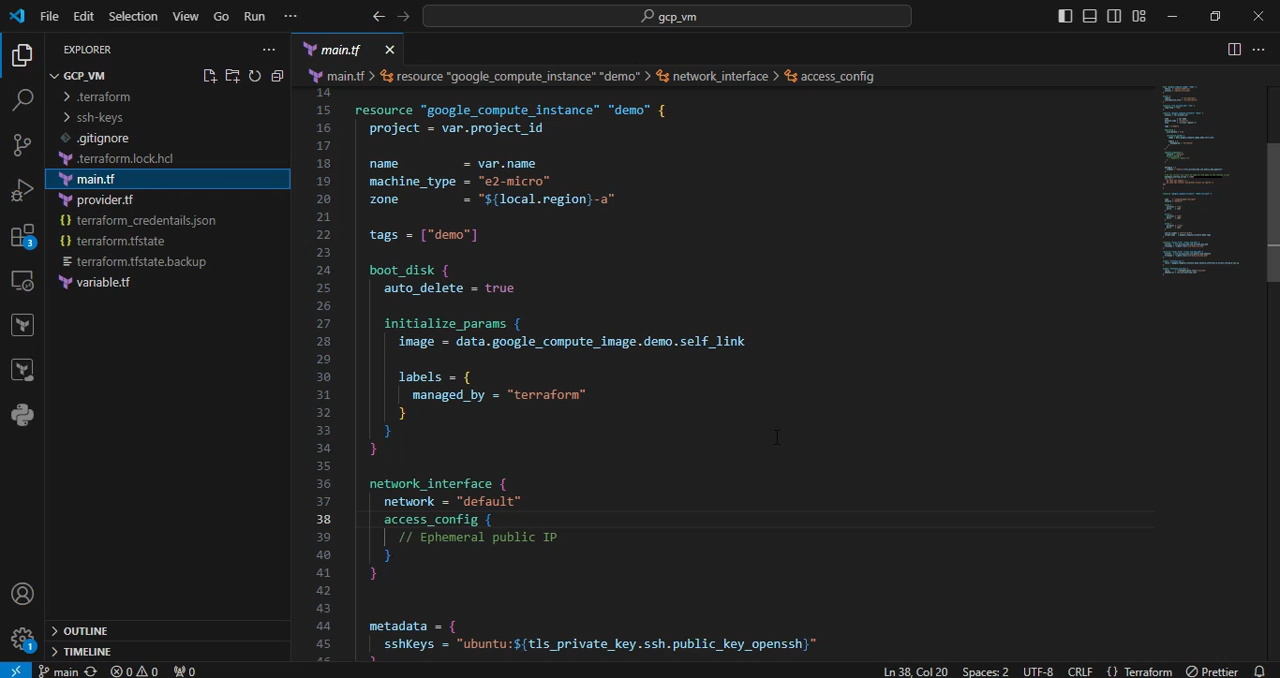 File Edit Selection View Go Run ···
gcp_vm
EXPLORER ···
GCP_VM
.terraform
ssh-keys
.gitignore
.terraform.lock.hcl
main.tf
provider.tf
terraform_credentails.json
terraform.tfstate
terraform.tfstate.backup
variable.tf
OUTLINE
TIMELINE
3
1
main.tf
main.tf > resource "google_compute_instance" "demo" > network_interface > access_config
14
15 resource "google_compute_instance" "demo" {
16 project = var.project_id
17
18 name = var.name
19 machine_type = "e2-micro"
20 zone = "${local.region}-a"
21
22 tags = ["demo"]
23
24 boot_disk {
25 auto_delete = true
26
27 initialize_params {
28 image = data.google_compute_image.demo.self_link
29
30 labels = {
31 managed_by = "terraform"
32 }
33 }
34 }
35
36 network_interface {
37 network = "default"
38 access_config {
39 // Ephemeral public IP
40 }
41 }
42
43
44 metadata = {
45 sshKeys = "ubuntu:${tls_private_key.ssh.public_key_openssh}"
46 }
main 0 0 0 Ln 38, Col 20 Spaces: 2 UTF-8 CRLF {} Terraform Prettier